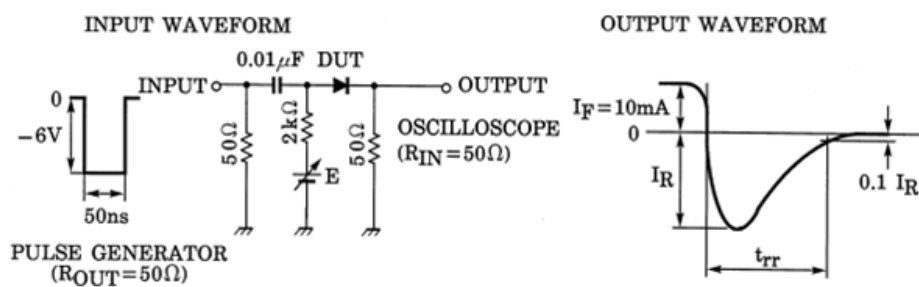 INPUT WAVEFORM
0
−6V
50ns
PULSE GENERATOR
(ROUT=50Ω)
0.01μF DUT
INPUT
OUTPUT
50Ω
2kΩ
E
50Ω
OSCILLOSCOPE
(RIN=50Ω)
OUTPUT WAVEFORM
IF=10mA
0
IR
0.1 IR
trr